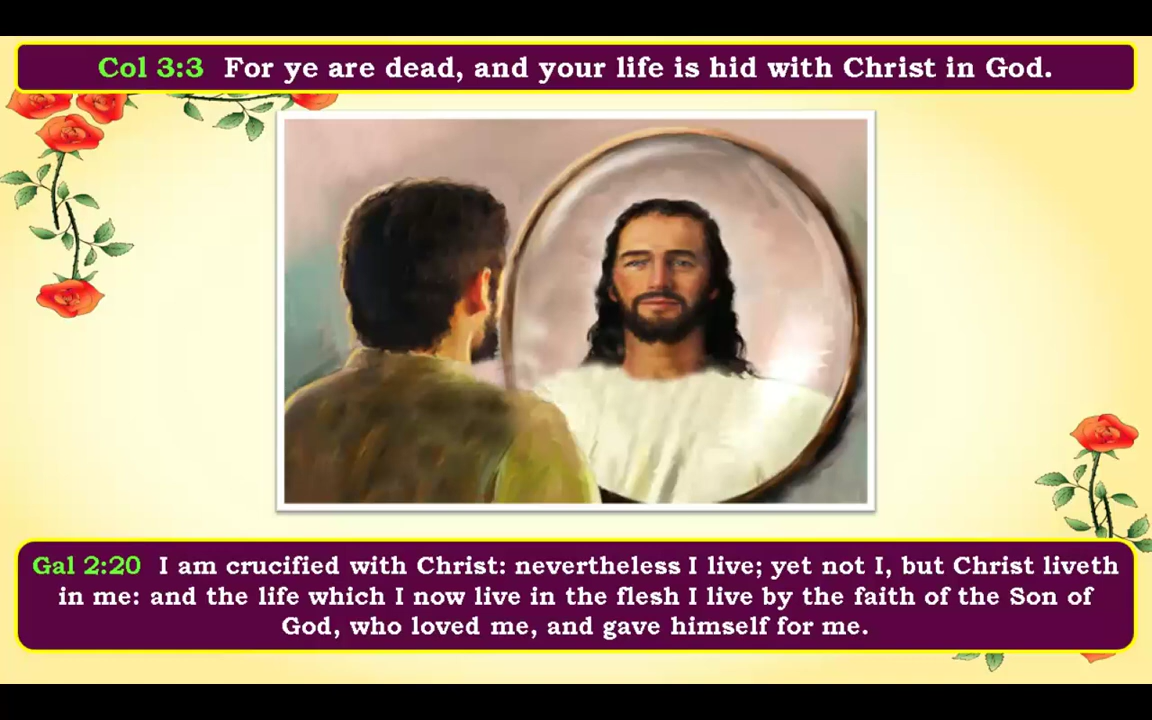 Col 3:3 For ye are dead, and your life is hid with Christ in God.
Gal 2:20 I am crucified with Christ: nevertheless I live; yet not I, but Christ liveth
in me: and the life which I now live in the flesh I live by the faith of the Son of
God, who loved me, and gave himself for me.